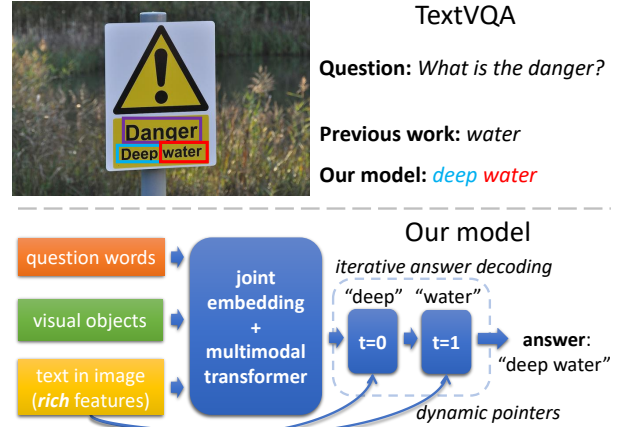 TextVQA
Danger
Deep water
Question: What is the danger?
Previous work: water
Our model: deep water
Our model
question words
visual objects
text in image
(rich features)
joint
embedding
+
multimodal
transformer
iterative answer decoding
“deep” “water”
t=0
t=1
answer:
“deep water”
dynamic pointers